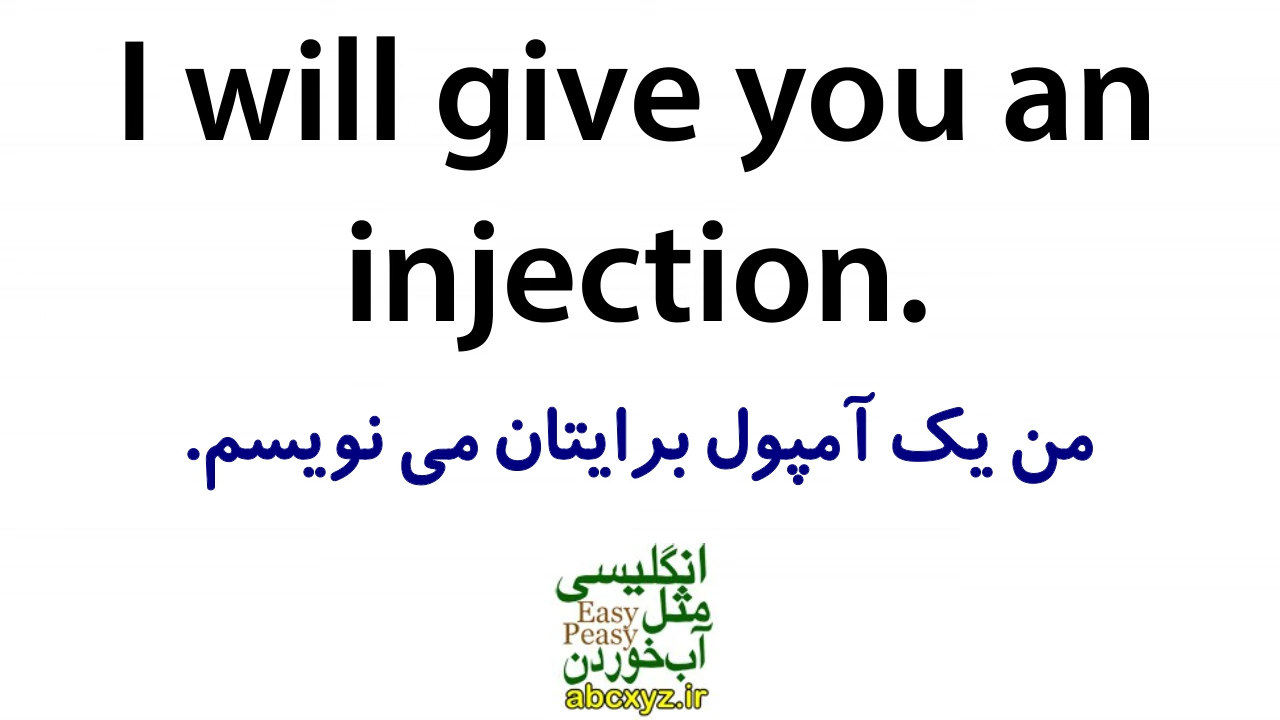 I will give you an
injection.
من یک آمپول برایتان می نویسم.
انگلیسی
مثل
Easy
Peasy
آب خوردن
abcxyz.ir